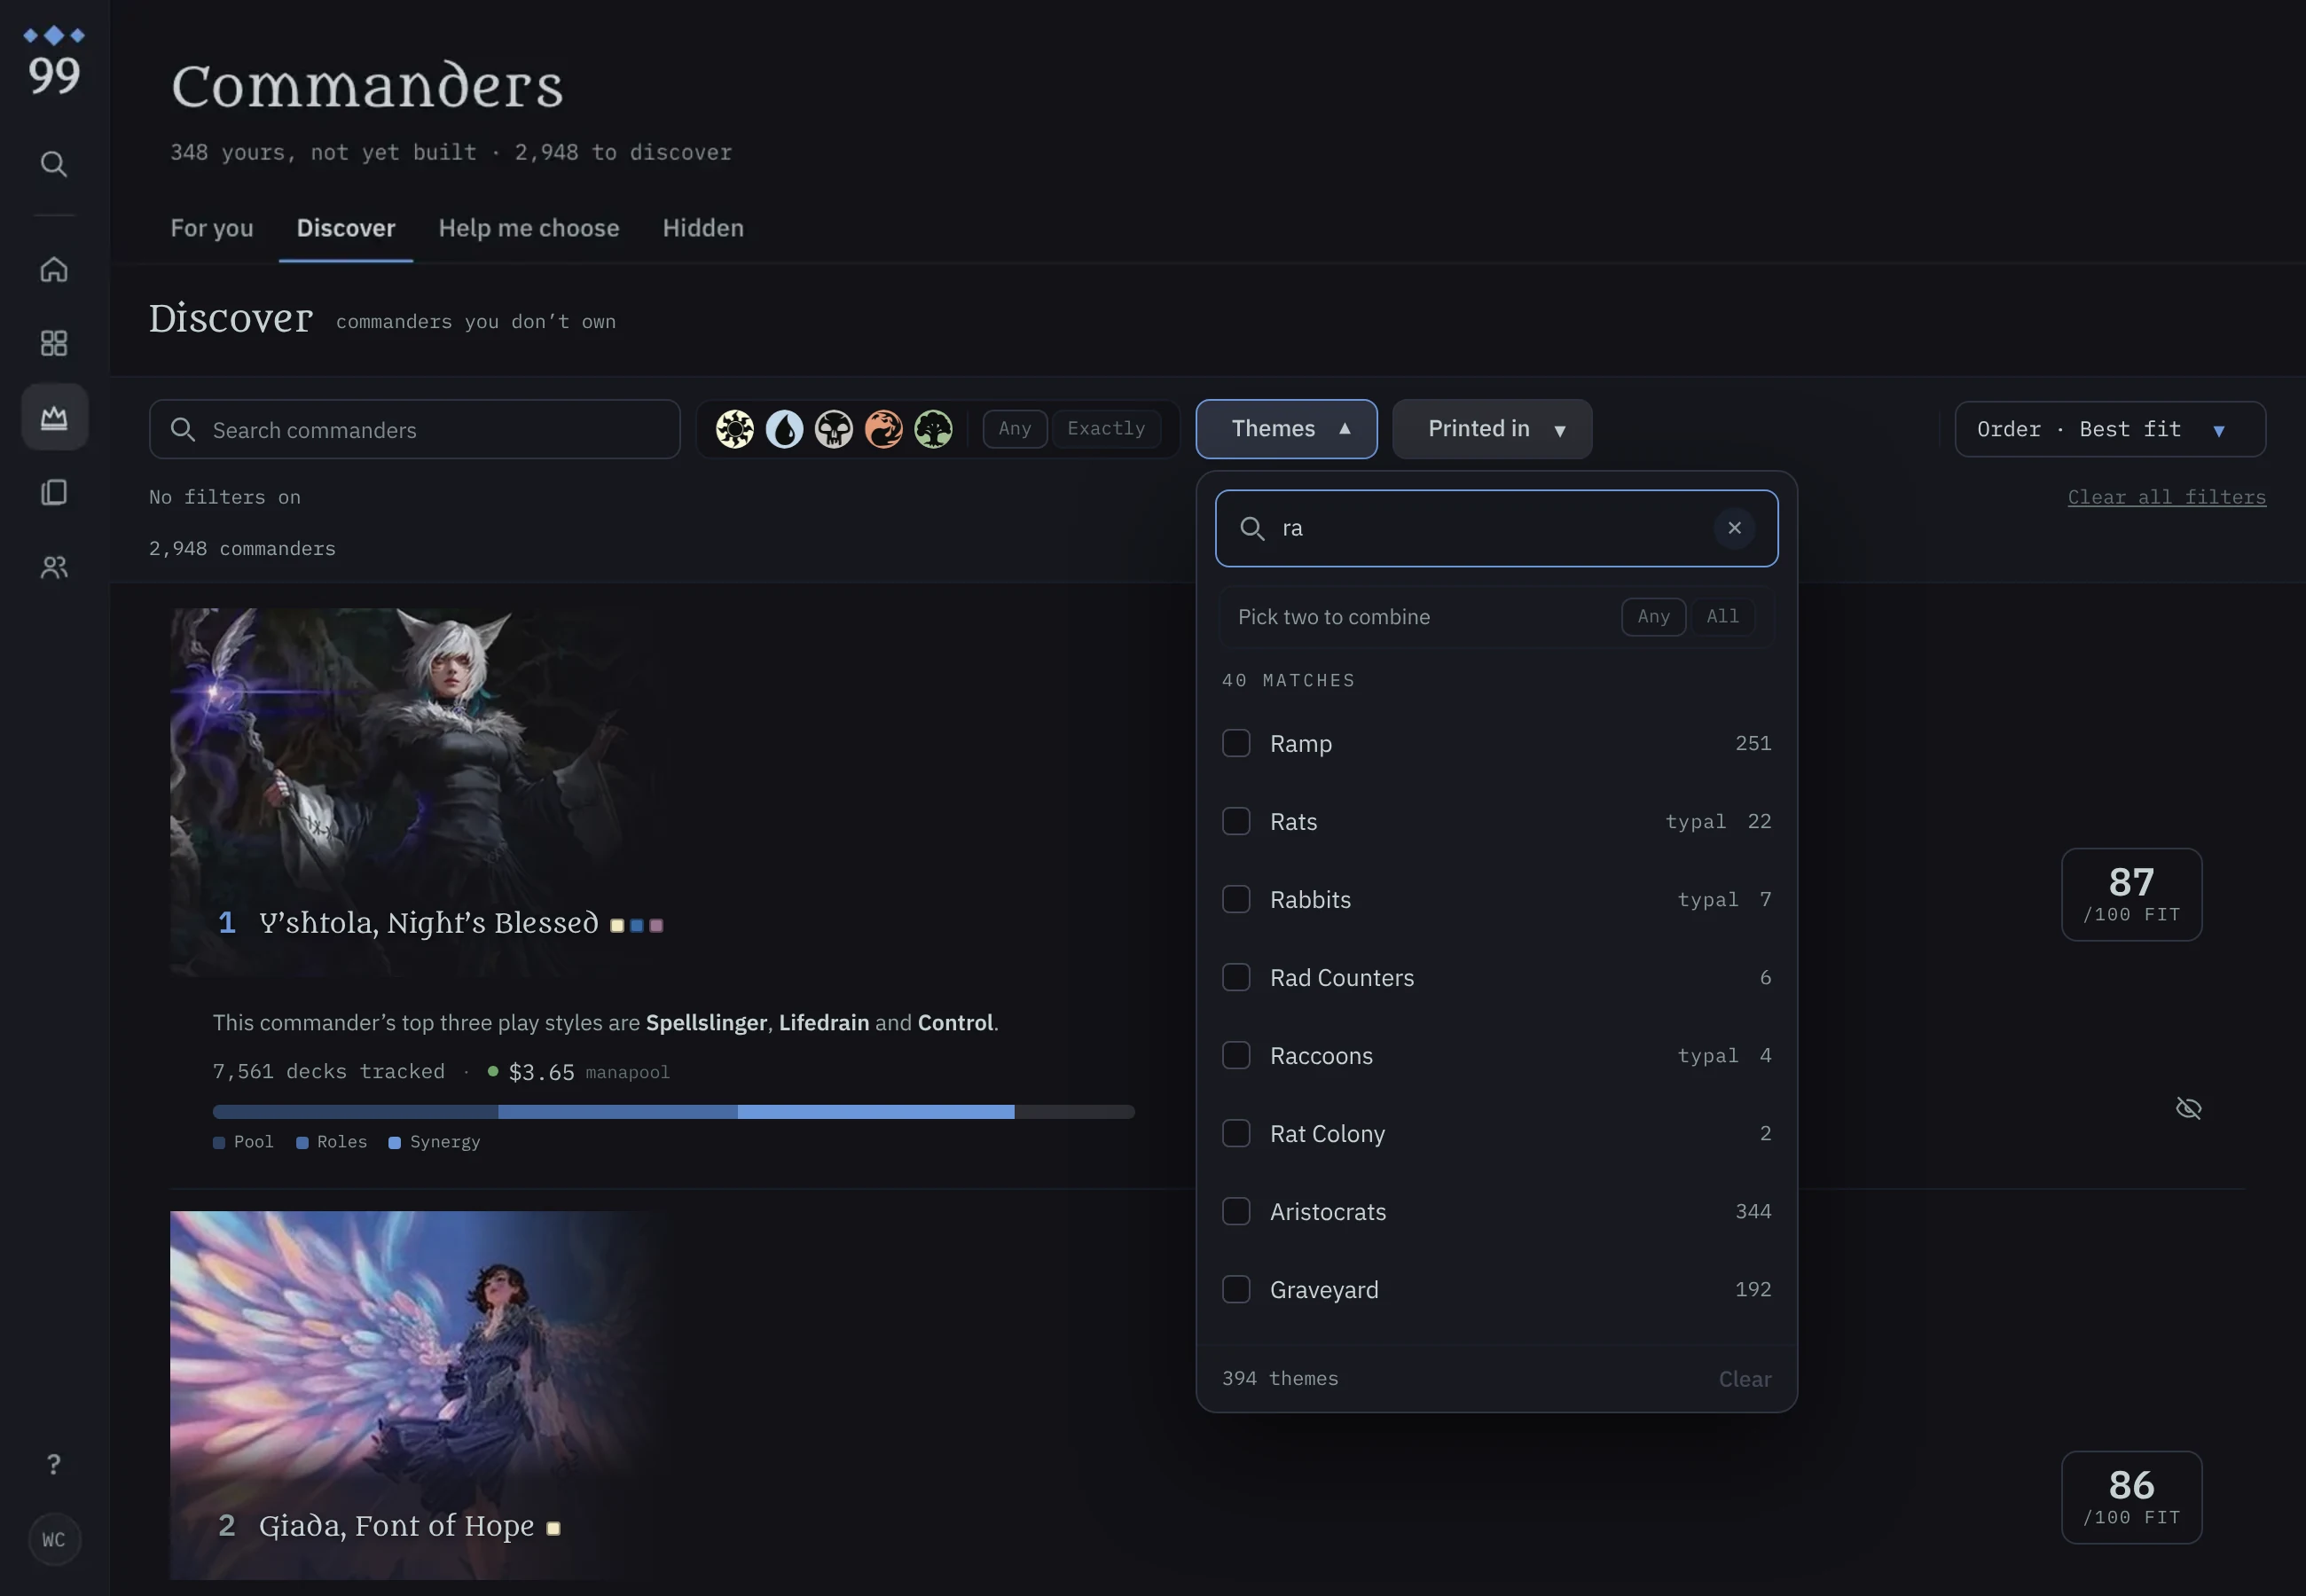 99
Commanders
348 yours, not yet built · 2,948 to discover
For you Discover Help me choose Hidden
Discover commanders you don’t own
Search commanders Any Exactly Themes ▲ Printed in ▼ Order · Best fit ▼
No filters on Clear all filters
2,948 commanders
ra ✕
Pick two to combine Any All
40 MATCHES
Ramp 251
Rats typal 22
Rabbits typal 7
Rad Counters 6
Raccoons typal 4
Rat Colony 2
Aristocrats 344
Graveyard 192
394 themes Clear
1 Y’shtola, Night’s Blessed
87
/100 FIT
This commander’s top three play styles are Spellslinger, Lifedrain and Control.
7,561 decks tracked · $3.65 manapool
Pool Roles Synergy
2 Giada, Font of Hope
86
/100 FIT
?
WC